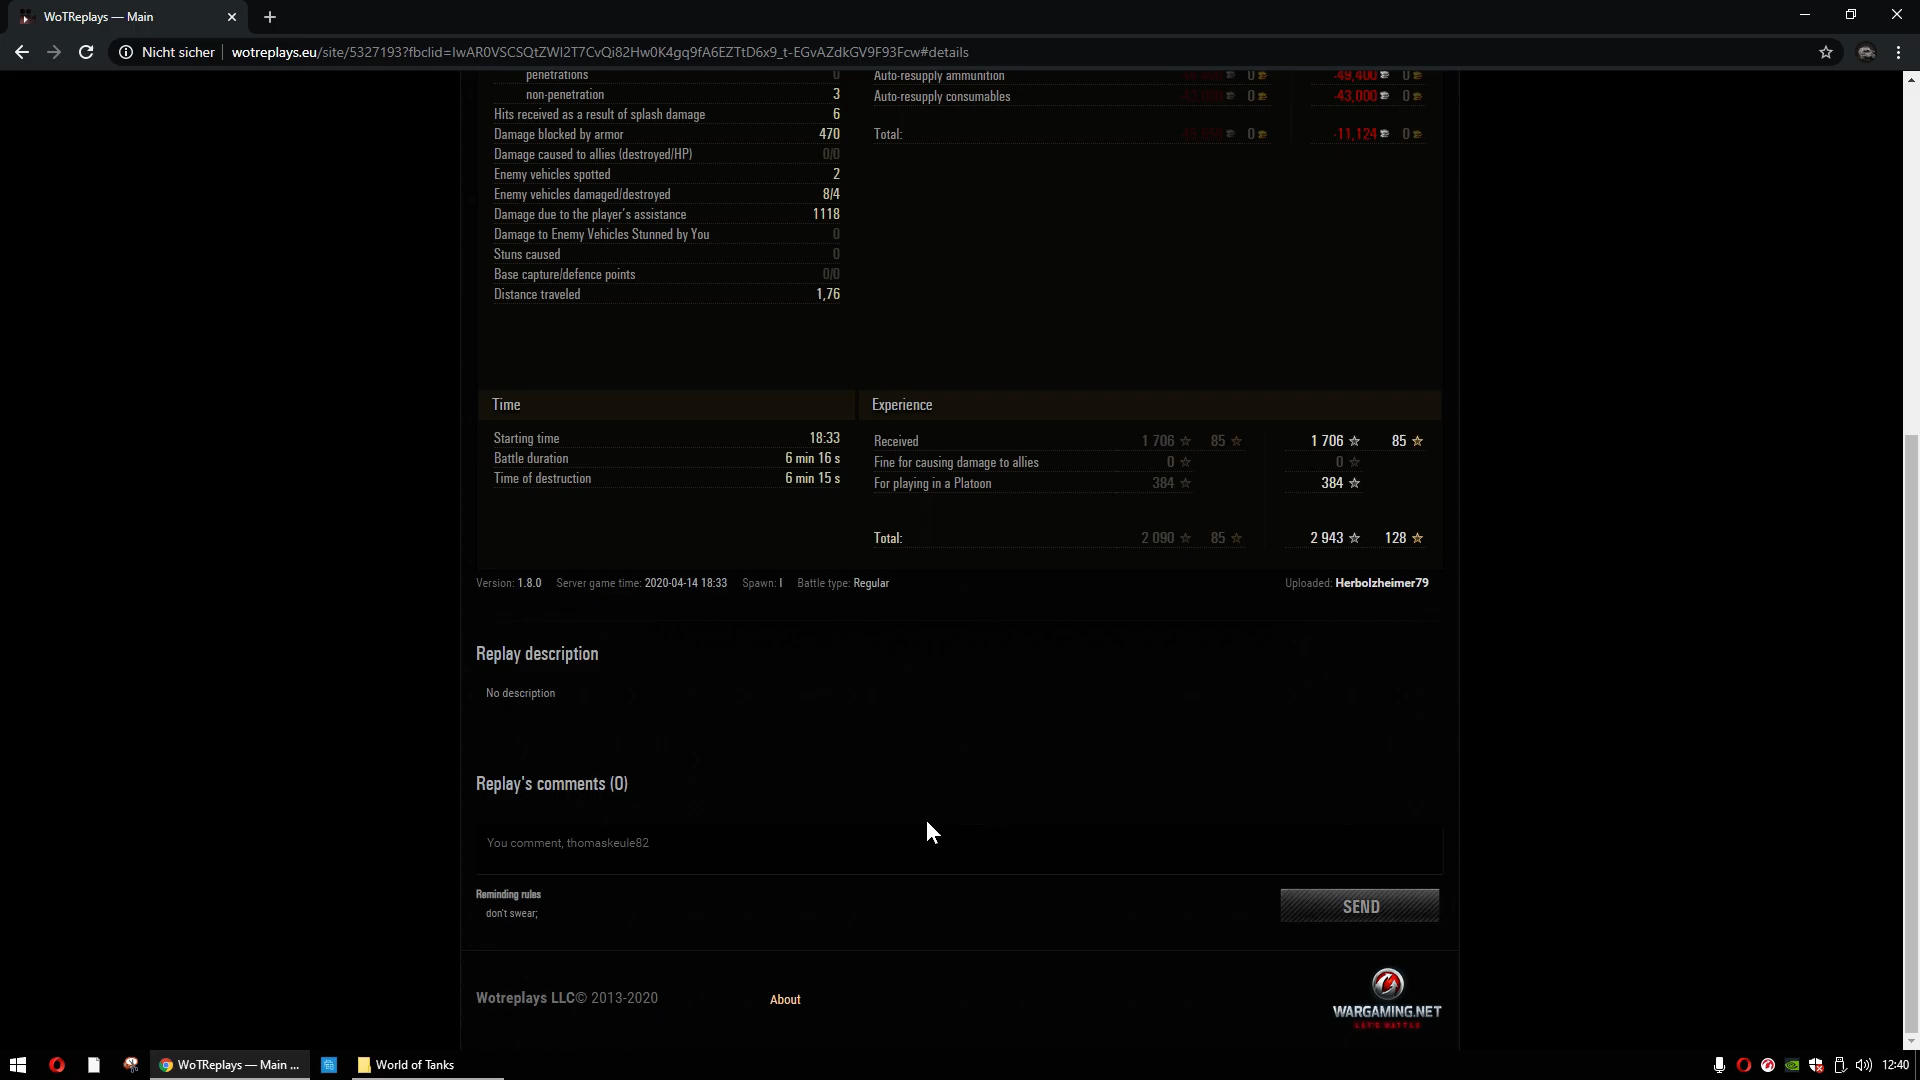 WoTReplays — Main
Nicht sicher wotreplays.eu/site/5327193?fbclid=IwAR0VSCSQtZWI2T7CvQi82Hw0K4gq9fA6EZTtD6x9_t-EGvAZdkGV9F93Fcw#details
penetrations 0
non-penetration 3
Hits received as a result of splash damage 6
Damage blocked by armor 470
Damage caused to allies (destroyed/HP) 0/0
Enemy vehicles spotted 2
Enemy vehicles damaged/destroyed 8/4
Damage due to the player's assistance 1118
Damage to Enemy Vehicles Stunned by You 0
Stuns caused 0
Base capture/defence points 0/0
Distance traveled 1,76
Auto-resupply ammunition 0 -49,400 0
Auto-resupply consumables -43,000 0 -43,000 0
Total: 0 -11,124 0
Time
Starting time 18:33
Battle duration 6 min 16 s
Time of destruction 6 min 15 s
Experience
Received 1 706 85 1 706 85
Fine for causing damage to allies 0 0
For playing in a Platoon 384 384
Total: 2 090 85 2 943 128
Version: 1.8.0 Server game time: 2020-04-14 18:33 Spawn: I Battle type: Regular Uploaded: Herbolzheimer79
Replay description
No description
Replay's comments (0)
You comment, thomaskeule82
Reminding rules
don't swear;
SEND
Wotreplays LLC© 2013-2020 About
WARGAMING.NET
LET'S BATTLE
WoTReplays — Main ... World of Tanks 12:40